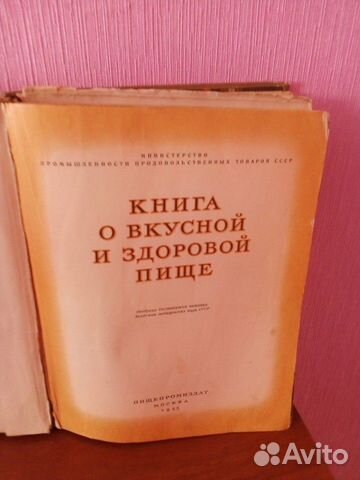 МИНИСТЕРСТВО
ПРОМЫШЛЕННОСТИ ПРОДОВОЛЬСТВЕННЫХ ТОВАРОВ СССР
КНИГА
О ВКУСНОЙ
И ЗДОРОВОЙ
ПИЩЕ
ПИЩЕПРОМИЗДАТ
МОСКВА
Avito